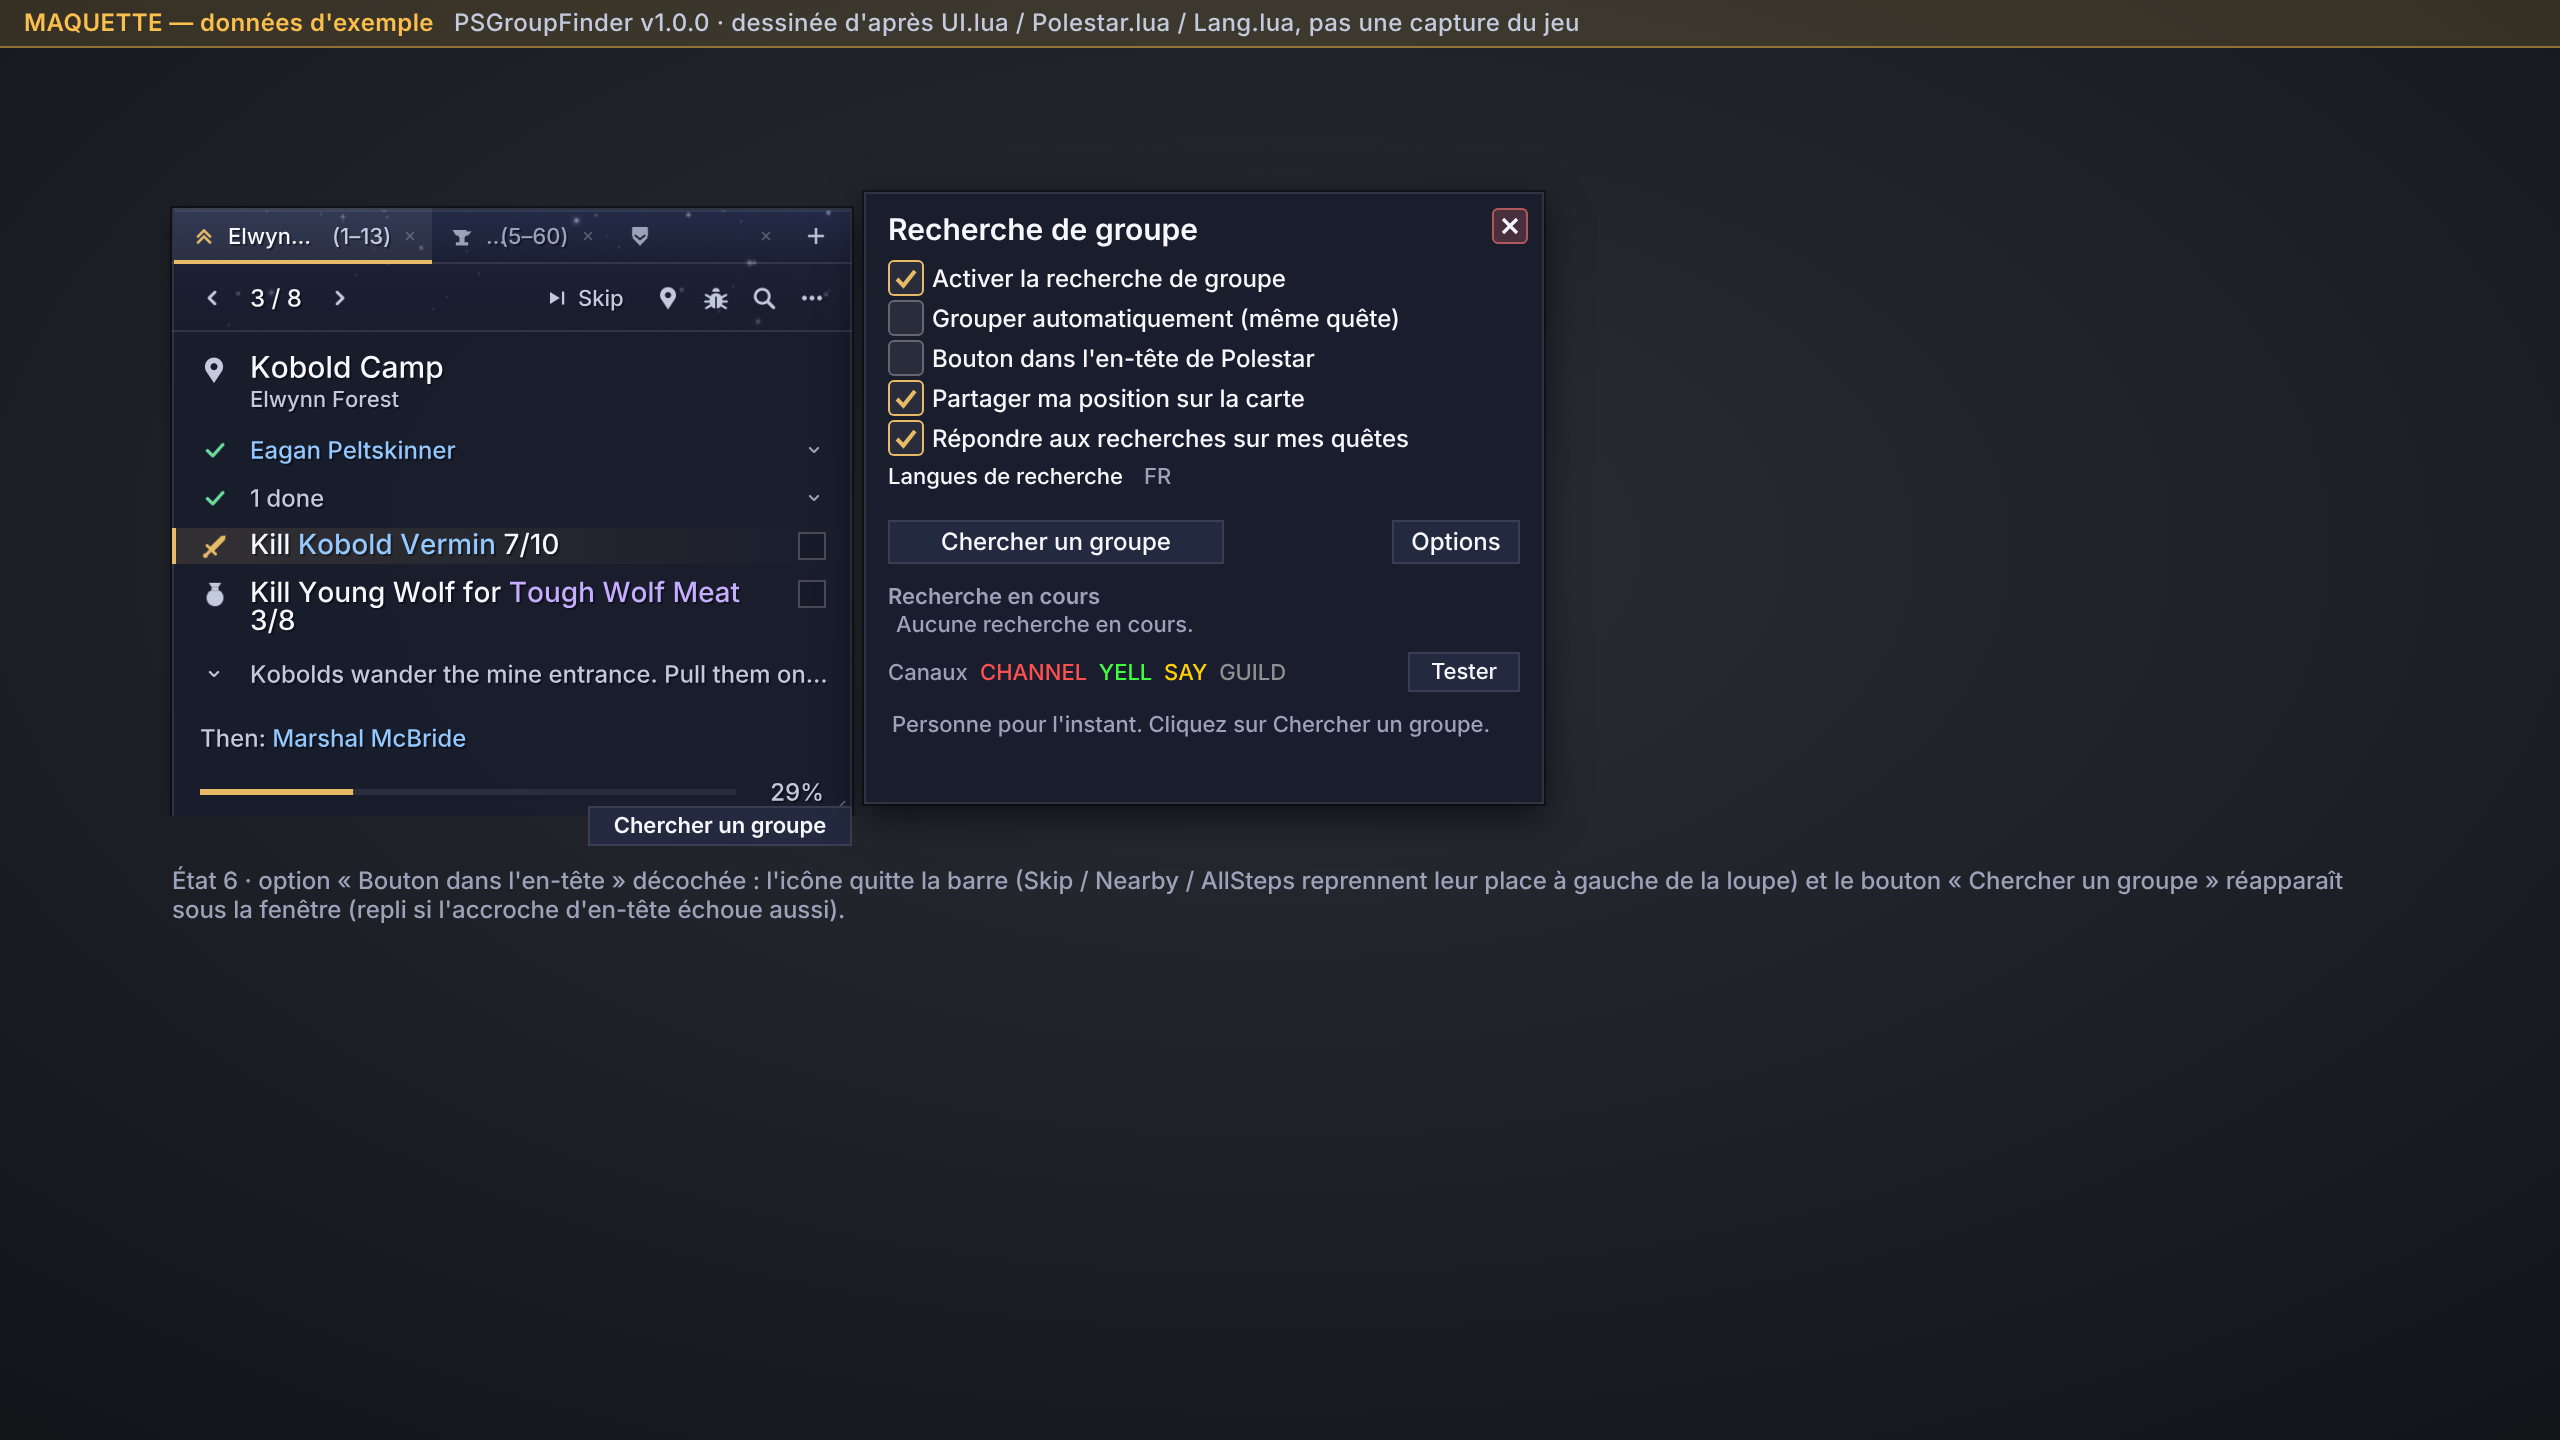 MAQUETTE — données d'exemple PSGroupFinder v1.0.0 · dessinée d'après UI.lua / Polestar.lua / Lang.lua, pas une capture du jeu
Elwyn... (1–13) × ...(5–60) × × +
3 / 8 Skip
Kobold Camp
Elwynn Forest
Eagan Peltskinner
1 done
Kill Kobold Vermin 7/10
Kill Young Wolf for Tough Wolf Meat
3/8
Kobolds wander the mine entrance. Pull them on...
Then: Marshal McBride
29%
Chercher un groupe
Recherche de groupe
Activer la recherche de groupe
Grouper automatiquement (même quête)
Bouton dans l'en-tête de Polestar
Partager ma position sur la carte
Répondre aux recherches sur mes quêtes
Langues de recherche FR
Chercher un groupe Options
Recherche en cours
Aucune recherche en cours.
Canaux CHANNEL YELL SAY GUILD Tester
Personne pour l'instant. Cliquez sur Chercher un groupe.
État 6 · option « Bouton dans l'en-tête » décochée : l'icône quitte la barre (Skip / Nearby / AllSteps reprennent leur place à gauche de la loupe) et le bouton « Chercher un groupe » réapparaît
sous la fenêtre (repli si l'accroche d'en-tête échoue aussi).